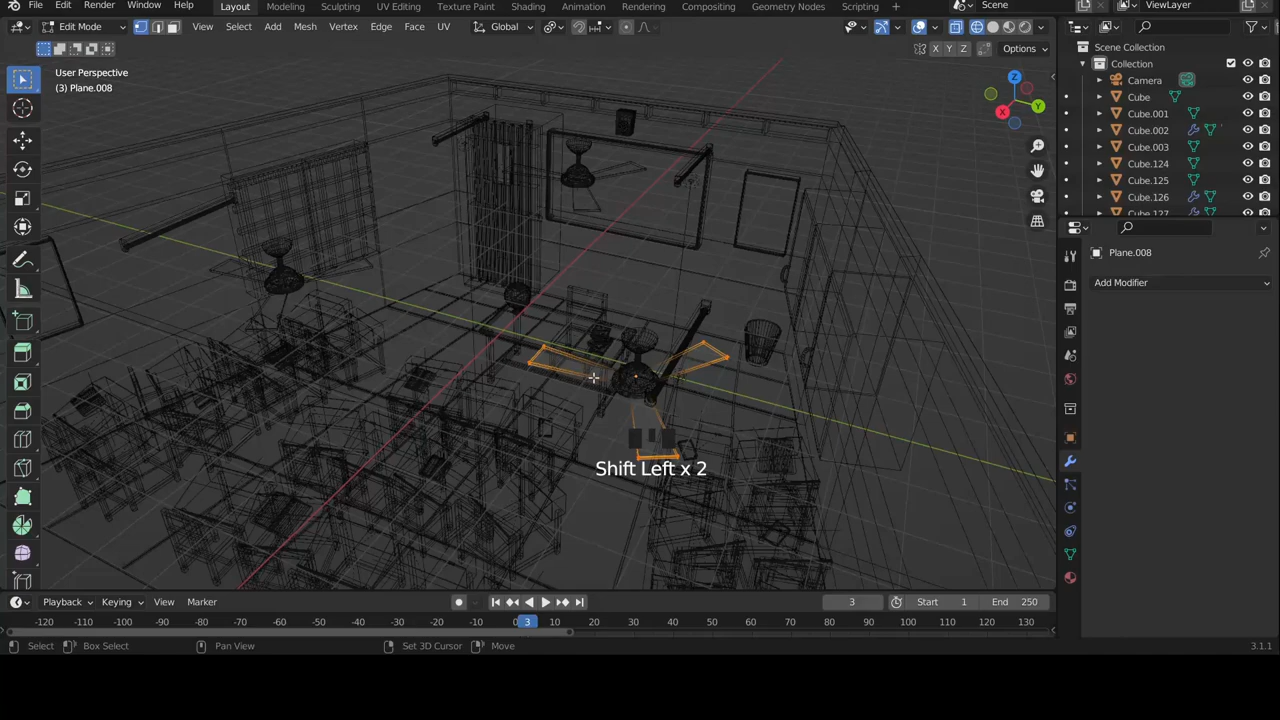 File Edit Render Window Help Layout Modeling Sculpting UV Editing Texture Paint Shading Animation Rendering Compositing Geometry Nodes Scripting + Scene ViewLayer
Edit Mode View Select Add Mesh Vertex Edge Face UV Global
X Y Z Options
User Perspective
(3) Plane.008
Z
Y
X
Scene Collection
Collection
Camera
Cube
Cube.001
Cube.002
Cube.003
Cube.124
Cube.125
Cube.126
Cube.127
Plane.008
Add Modifier
Shift Left x 2
Playback Keying View Marker 3 Start 1 End 250
-120 -110 -100 -90 -80 -70 -60 -50 -40 -30 -20 -10 0 3 10 20 30 40 50 60 70 80 90 100 110 120 130
Select Box Select Pan View Set 3D Cursor Move 3.1.1